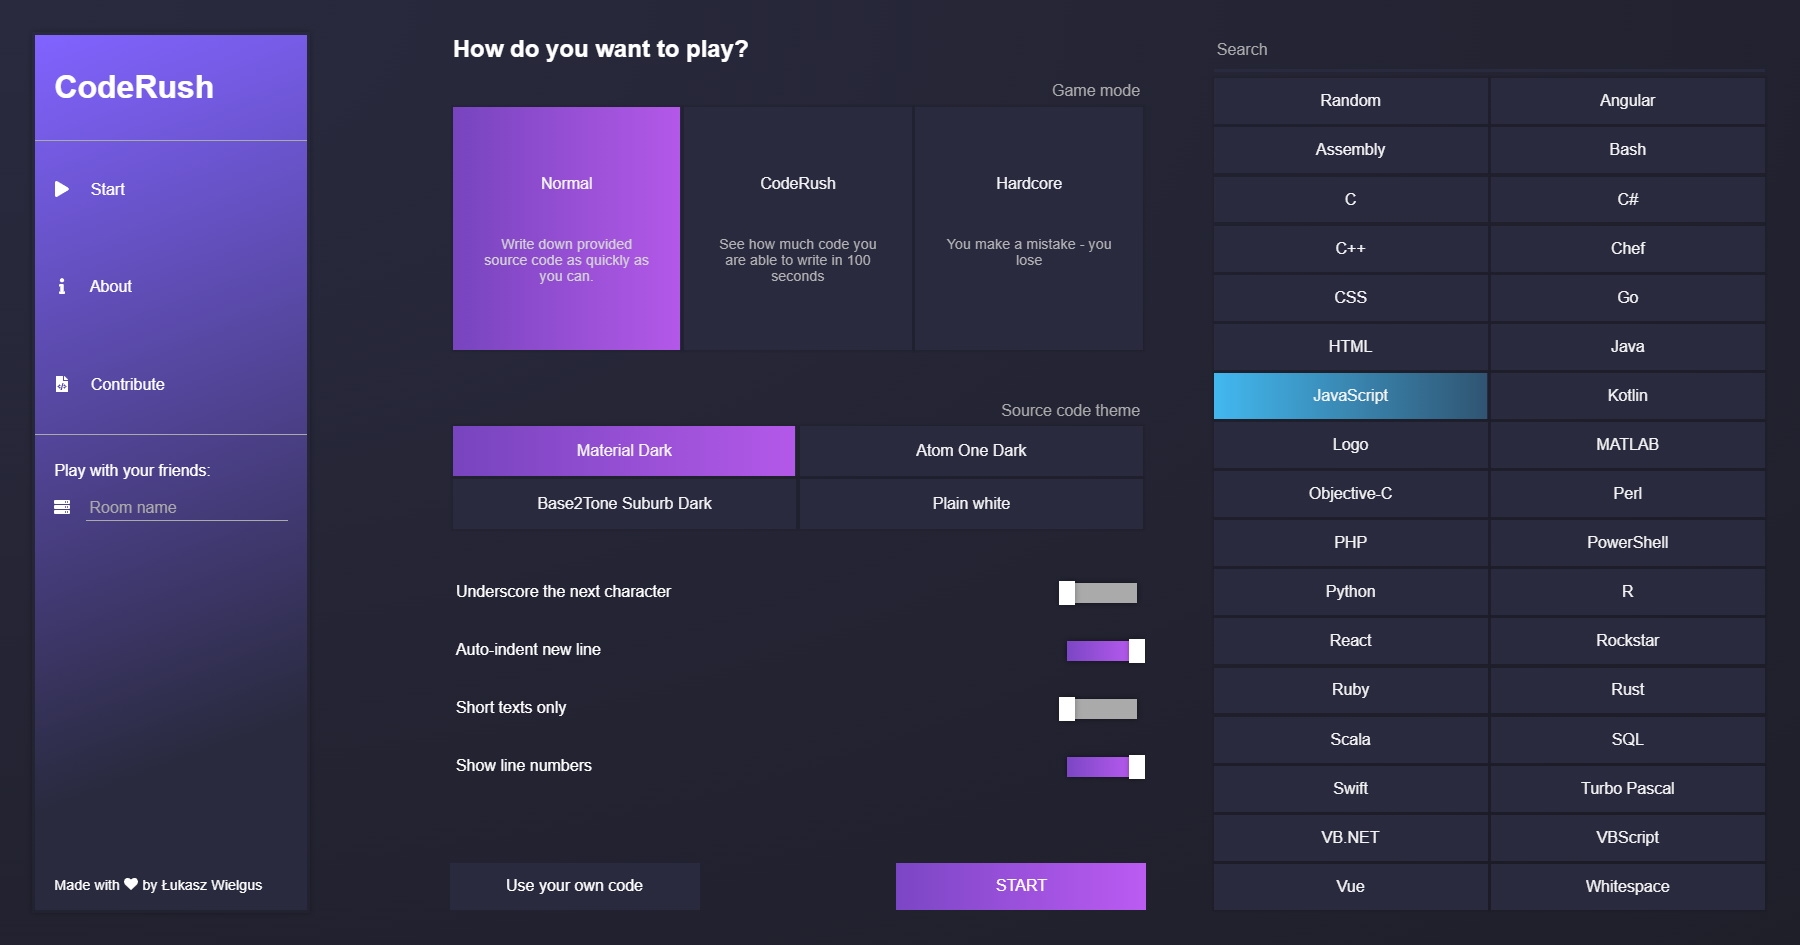 CodeRush
Start
About
Contribute
Play with your friends:
Room name
Made with by Łukasz Wielgus
How do you want to play?
Game mode
Normal
Write down provided
source code as quickly as
you can.
CodeRush
See how much code you
are able to write in 100
seconds
Hardcore
You make a mistake - you
lose
Source code theme
Material Dark
Atom One Dark
Base2Tone Suburb Dark
Plain white
Underscore the next character
Auto-indent new line
Short texts only
Show line numbers
Use your own code
START
Search
Random
Angular
Assembly
Bash
C
C#
C++
Chef
CSS
Go
HTML
Java
JavaScript
Kotlin
Logo
MATLAB
Objective-C
Perl
PHP
PowerShell
Python
R
React
Rockstar
Ruby
Rust
Scala
SQL
Swift
Turbo Pascal
VB.NET
VBScript
Vue
Whitespace